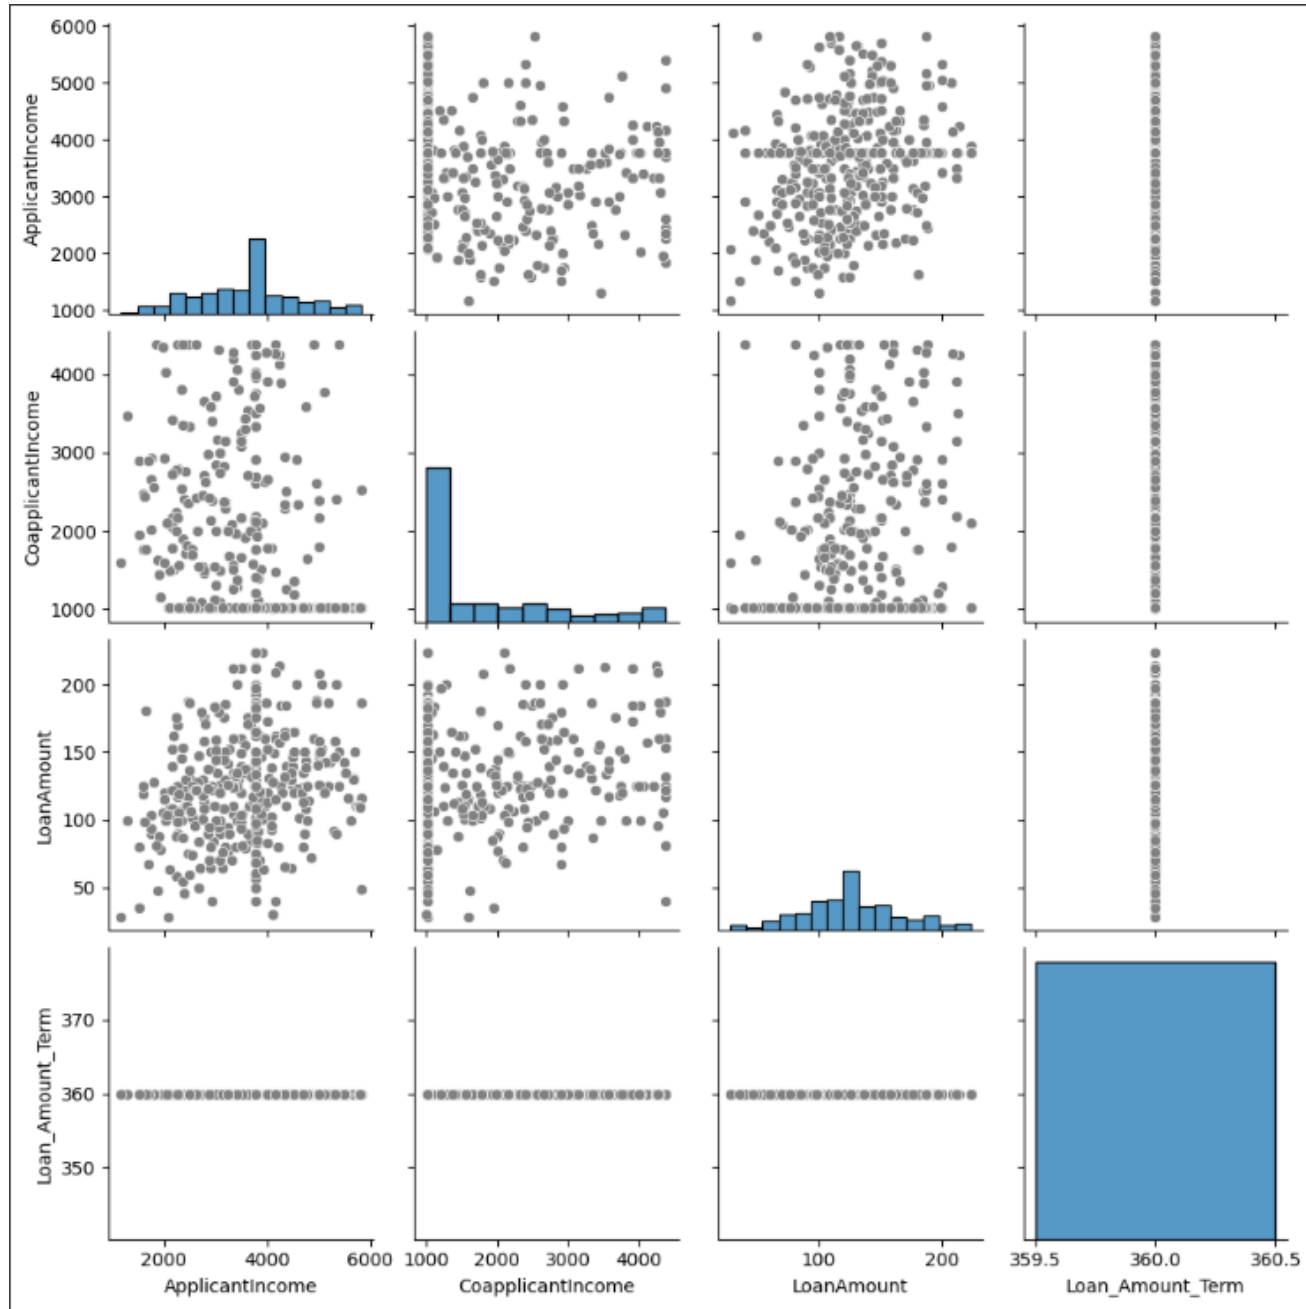 6000
5000
4000
3000
2000
1000
ApplicantIncome
4000
3000
2000
1000
CoapplicantIncome
200
150
100
50
LoanAmount
370
360
350
Loan_Amount_Term
2000 4000 6000
ApplicantIncome
1000 2000 3000 4000
CoapplicantIncome
100 200
LoanAmount
359.5 360.0 360.5
Loan_Amount_Term